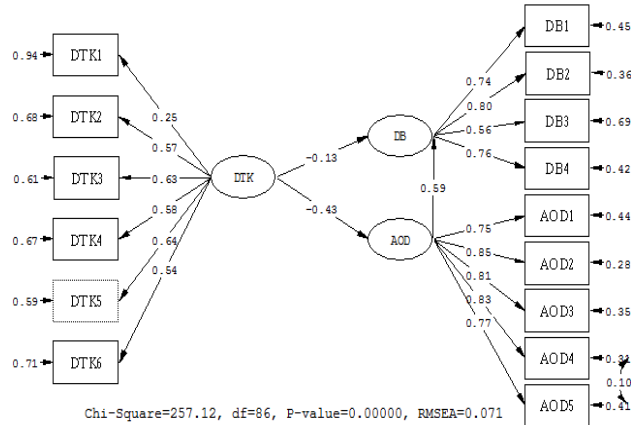 0.94 DTK1
0.68 DTK2
0.61 DTK3
0.67 DTK4
0.59 DTK5
0.71 DTK6
0.25
0.57
0.63
0.58
0.64
0.54
DTK
-0.13
-0.43
DB
0.59
AOD
0.74
0.80
0.56
0.76
0.75
0.85
0.81
0.83
0.77
DB1 0.45
DB2 0.36
DB3 0.69
DB4 0.42
AOD1 0.44
AOD2 0.28
AOD3 0.35
AOD4 0.31
0.10
AOD5 0.41
Chi-Square=257.12, df=86, P-value=0.00000, RMSEA=0.071